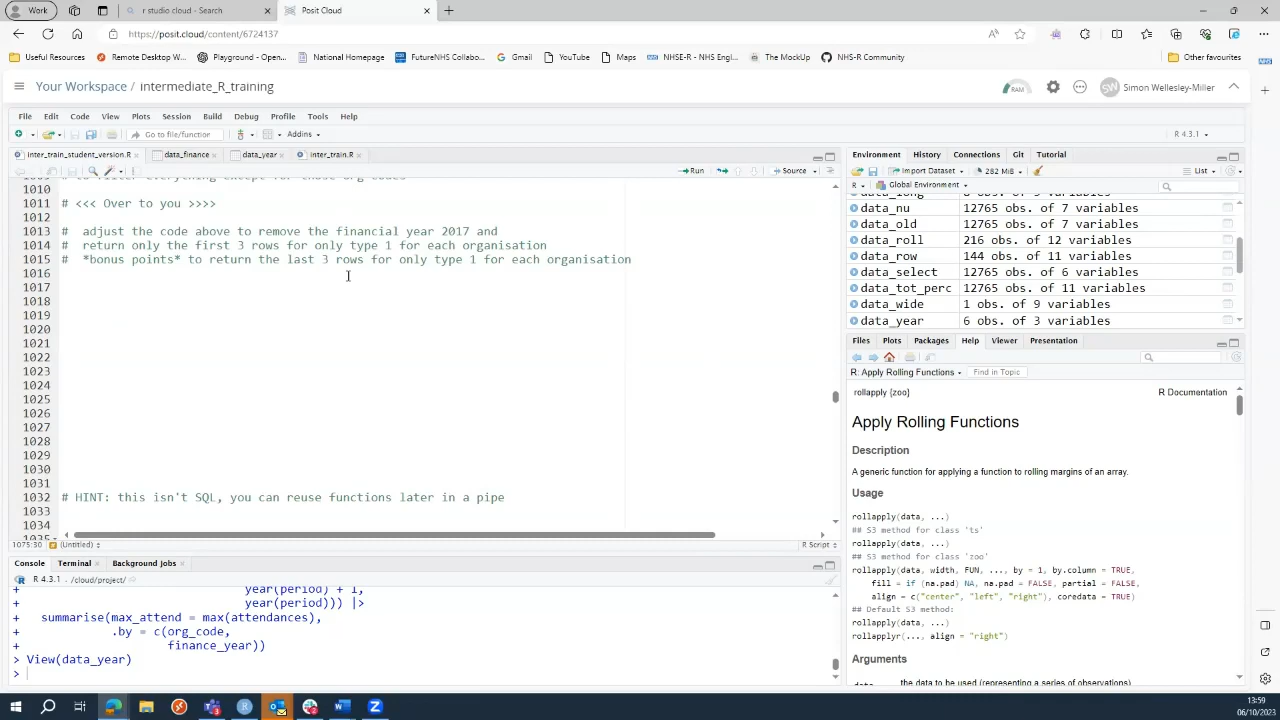 Work
r studio cloud - Search
Posit Cloud
https://posit.cloud/content/6724137
Useful Resources
Remote Desktop W...
Playground - Open...
National Homepage
FutureNHS Collabo...
Gmail
YouTube
Maps
NHSE-R - NHS Engl...
The MockUp
NHS-R Community
Other favourites
Your Workspace / intermediate_R_training
RAM
SW
Simon Wellesley-Miller
File Edit Code View Plots Session Build Debug Profile Tools Help
Go to file/function
Addins
R 4.3.1
inter_train_student_version.R
data_finance
data_year
inter_train.R
Run
Source
1010
1011 # <<< Over to you >>>>
1012
1013 # adjust the code above to remove the financial year 2017 and
1014 # return only the first 3 rows for only type 1 for each organisation
1015 # *bonus points* to return the last 3 rows for only type 1 for each organisation
1016
1017
1018
1019
1020
1021
1022
1023
1024
1025
1026
1027
1028
1029
1030
1031
1032 # HINT: this isn't SQL, you can reuse functions later in a pipe
1033
1034
1075:30 (Untitled)
R Script
Console Terminal Background Jobs
R 4.3.1 . /cloud/project/
+ year(period) + 1,
+ year(period))) |>
+ summarise(max_attend = max(attendances),
+ .by = c(org_code,
+ finance_year))
> View(data_year)
>
Environment History Connections Git Tutorial
Import Dataset
282 MiB
List
R
Global Environment
data_nu 12765 obs. of 7 variables
data_old 12765 obs. of 7 variables
data_roll 216 obs. of 12 variables
data_row 144 obs. of 11 variables
data_select 12765 obs. of 6 variables
data_tot_perc 12765 obs. of 11 variables
data_wide 1 obs. of 9 variables
data_year 6 obs. of 3 variables
Files Plots Packages Help Viewer Presentation
R: Apply Rolling Functions
Find in Topic
rollapply {zoo}
R Documentation
Apply Rolling Functions
Description
A generic function for applying a function to rolling margins of an array.
Usage
rollapply(data, ...)
## S3 method for class 'ts'
rollapply(data, ...)
## S3 method for class 'zoo'
rollapply(data, width, FUN, ..., by = 1, by.column = TRUE,
fill = if (na.pad) NA, na.pad = FALSE, partial = FALSE,
align = c("center", "left", "right"), coredata = TRUE)
## Default S3 method:
rollapply(data, ...)
rollapplyr(..., align = "right")
Arguments
data the data to be used (representing a series of observations)
13:59
06/10/2023